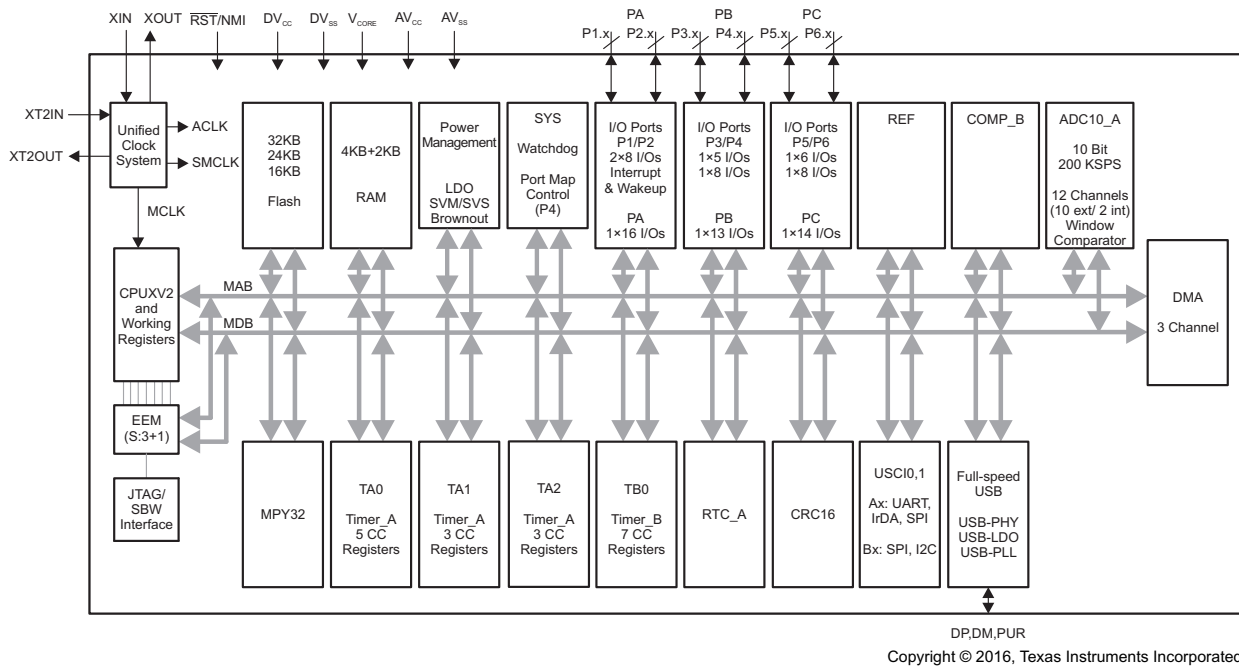 XIN XOUT RST/NMI DVCC DVSS VCORE AVCC AVSS
PA PB PC
P1.x P2.x P3.x P4.x P5.x P6.x
XT2IN
XT2OUT
Unified
Clock
System
ACLK
SMCLK
MCLK
32KB
24KB
16KB
Flash
4KB+2KB
RAM
Power
Management
LDO
SVM/SVS
Brownout
SYS
Watchdog
Port Map
Control
(P4)
I/O Ports
P1/P2
2×8 I/Os
Interrupt
& Wakeup
PA
1×16 I/Os
I/O Ports
P3/P4
1×5 I/Os
1×8 I/Os
PB
1×13 I/Os
I/O Ports
P5/P6
1×6 I/Os
1×8 I/Os
PC
1×14 I/Os
REF
COMP_B
ADC10_A
10 Bit
200 KSPS
12 Channels
(10 ext/ 2 int)
Window
Comparator
CPUXV2
and
Working
Registers
MAB
MDB
DMA
3 Channel
EEM
(S:3+1)
JTAG/
SBW
Interface
MPY32
TA0
Timer_A
5 CC
Registers
TA1
Timer_A
3 CC
Registers
TA2
Timer_A
3 CC
Registers
TB0
Timer_B
7 CC
Registers
RTC_A
CRC16
USCI0,1
Ax: UART,
IrDA, SPI
Bx: SPI, I2C
Full-speed
USB
USB-PHY
USB-LDO
USB-PLL
DP,DM,PUR
Copyright © 2016, Texas Instruments Incorporated